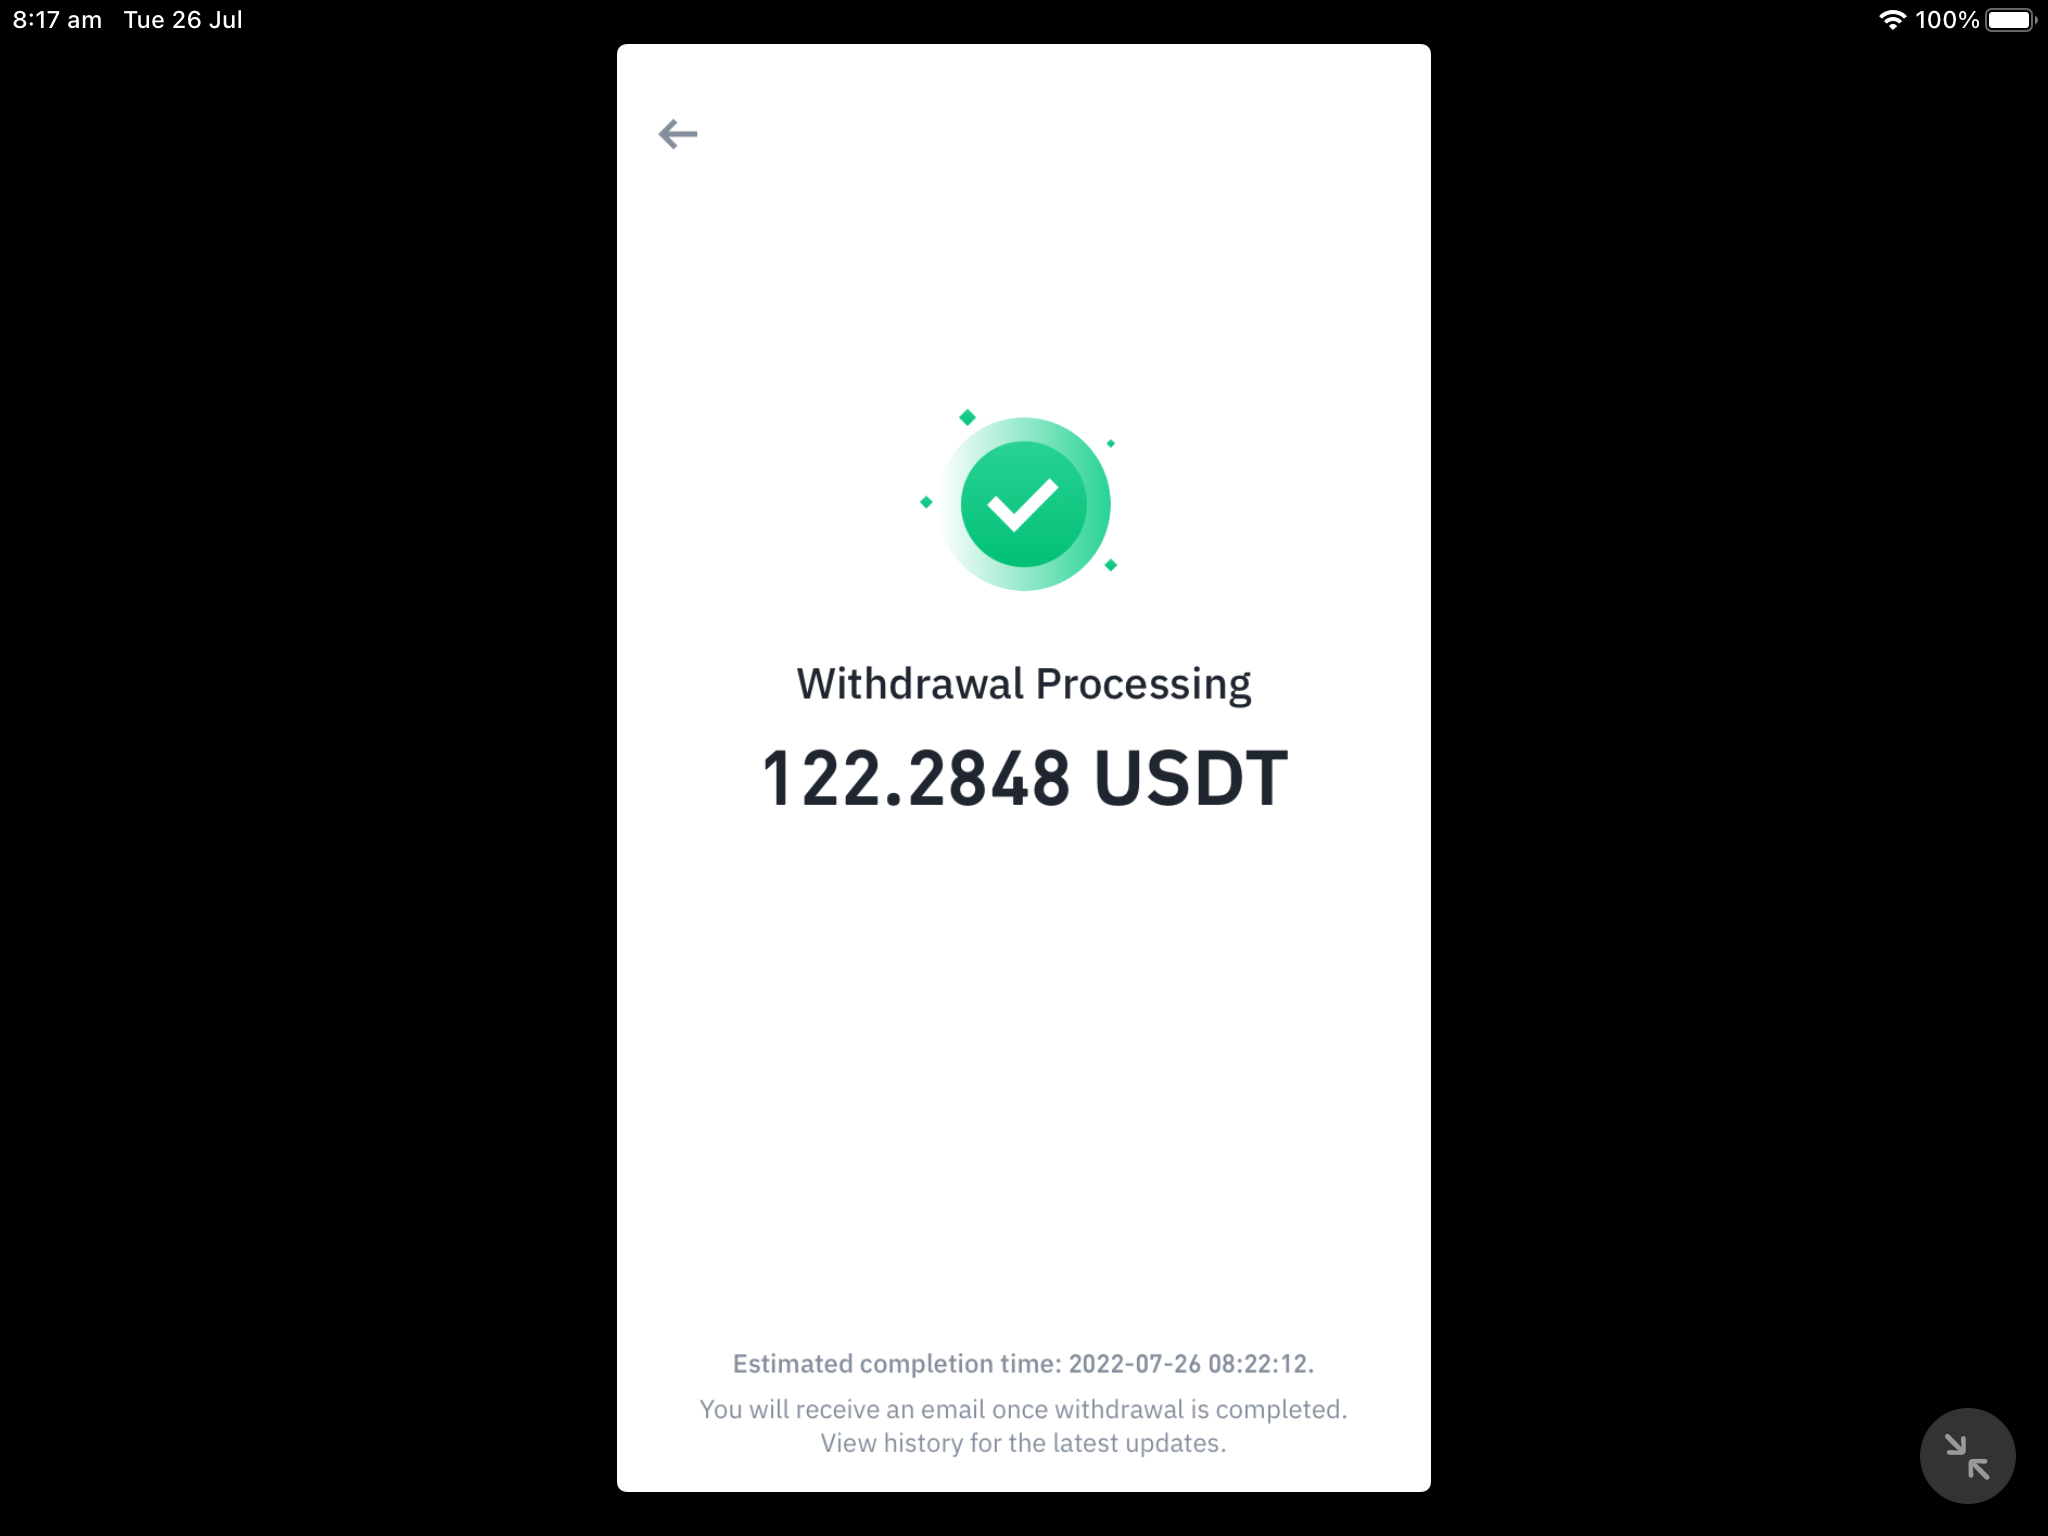 8:17 am Tue 26 Jul 100%
Withdrawal Processing
122.2848 USDT
Estimated completion time: 2022-07-26 08:22:12.
You will receive an email once withdrawal is completed.
View history for the latest updates.